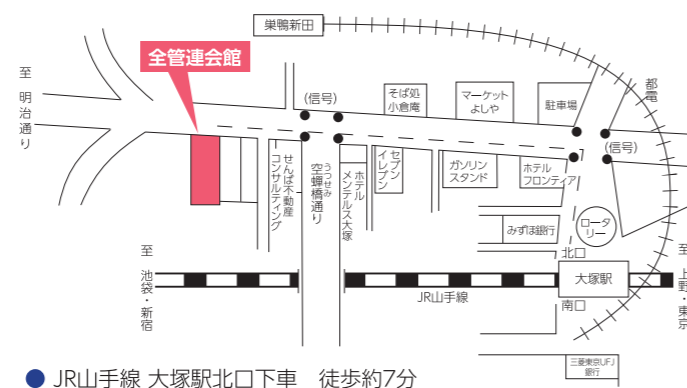 巣鴨新田
全管連会館
至 明治通り
(信号)
そば処
小倉庵
マーケット
よしや
駐車場
都電
(信号)
せんば不動産
コンサルティング
うつせみ
空蟬橋通り
ホテル
メンテルス大塚
セブン
イレブン
ガソリン
スタンド
ホテル
フロンティア
みずほ銀行
ロータ
リー
北口
至 池袋・新宿
JR山手線
大塚駅
至 上野・東京
南口
三菱東京UFJ
銀行
● JR山手線 大塚駅北口下車　徒歩約7分